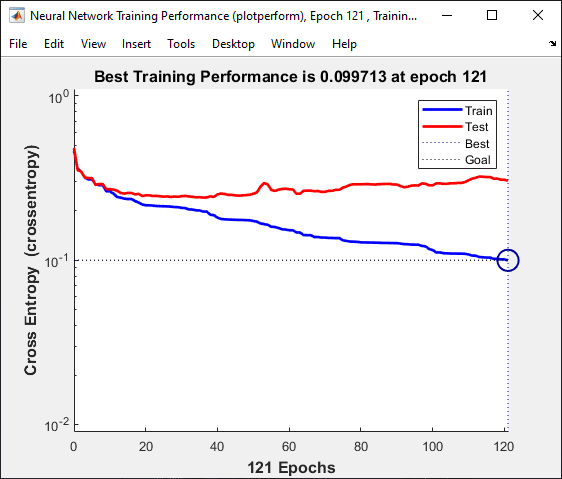 Neural Network Training Performance (plotperform), Epoch 121 , Trainin...
File Edit View Insert Tools Desktop Window Help
Best Training Performance is 0.099713 at epoch 121
10^0
10^-1
10^-2
Cross Entropy (crossentropy)
Train
Test
Best
Goal
0 20 40 60 80 100 120
121 Epochs